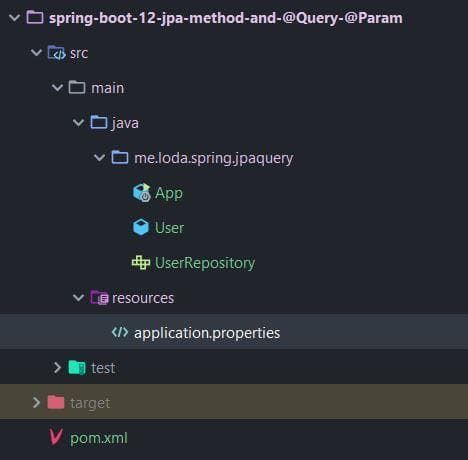 spring-boot-12-jpa-method-and-@Query-@Param
src
main
java
me.loda.spring.jpaquery
App
User
UserRepository
resources
application.properties
test
target
pom.xml